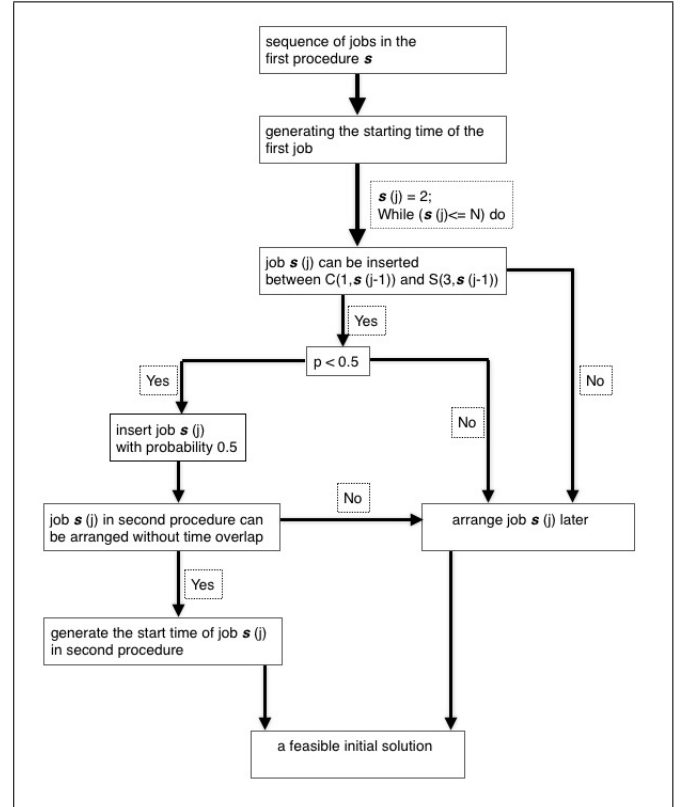 sequence of jobs in the
first procedure s
generating the starting time of the
first job
s (j) = 2;
While (s (j)<= N) do
job s (j) can be inserted
between C(1,s (j-1)) and S(3,s (j-1))
Yes
p < 0.5
Yes
No
No
insert job s (j)
with probability 0.5
No
job s (j) in second procedure can
be arranged without time overlap
arrange job s (j) later
Yes
generate the start time of job s (j)
in second procedure
a feasible initial solution